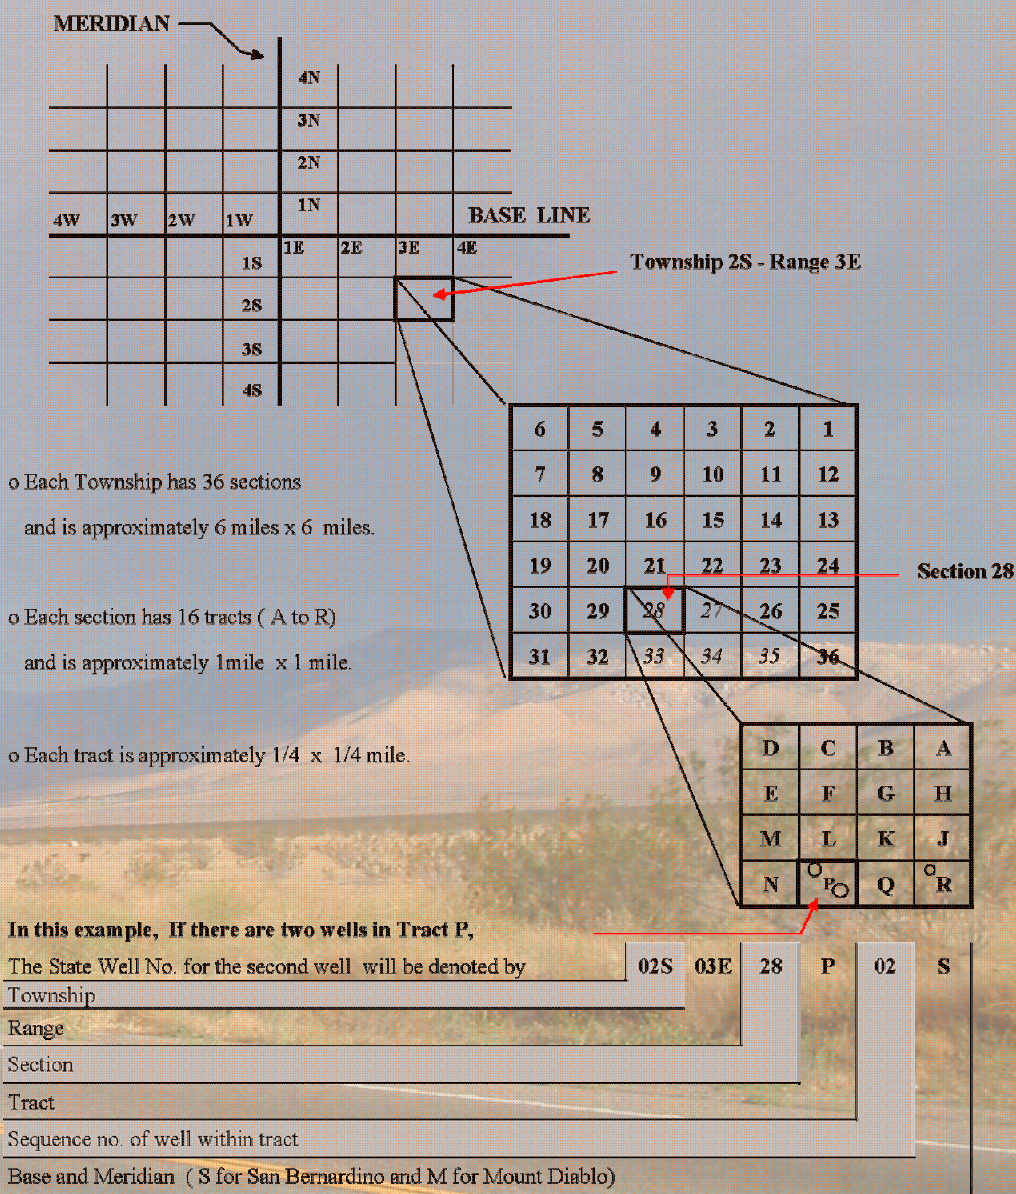 MERIDIAN
4N
3N
2N
1N
4W 3W 2W 1W
BASE LINE
1E 2E 3E 4E
1S
2S
3S
4S
Township 2S - Range 3E
6 5 4 3 2 1
7 8 9 10 11 12
18 17 16 15 14 13
19 20 21 22 23 24
30 29 28 27 26 25
31 32 33 34 35 36
Section 28
o Each Township has 36 sections
and is approximately 6 miles x 6 miles.
o Each section has 16 tracts ( A to R)
and is approximately 1mile x 1 mile.
o Each tract is approximately 1/4 x 1/4 mile.
D C B A
E F G H
M L K J
N P Q R
In this example, If there are two wells in Tract P,
The State Well No. for the second well will be denoted by 02S 03E 28 P 02 S
Township
Range
Section
Tract
Sequence no. of well within tract
Base and Meridian ( S for San Bernardino and M for Mount Diablo)